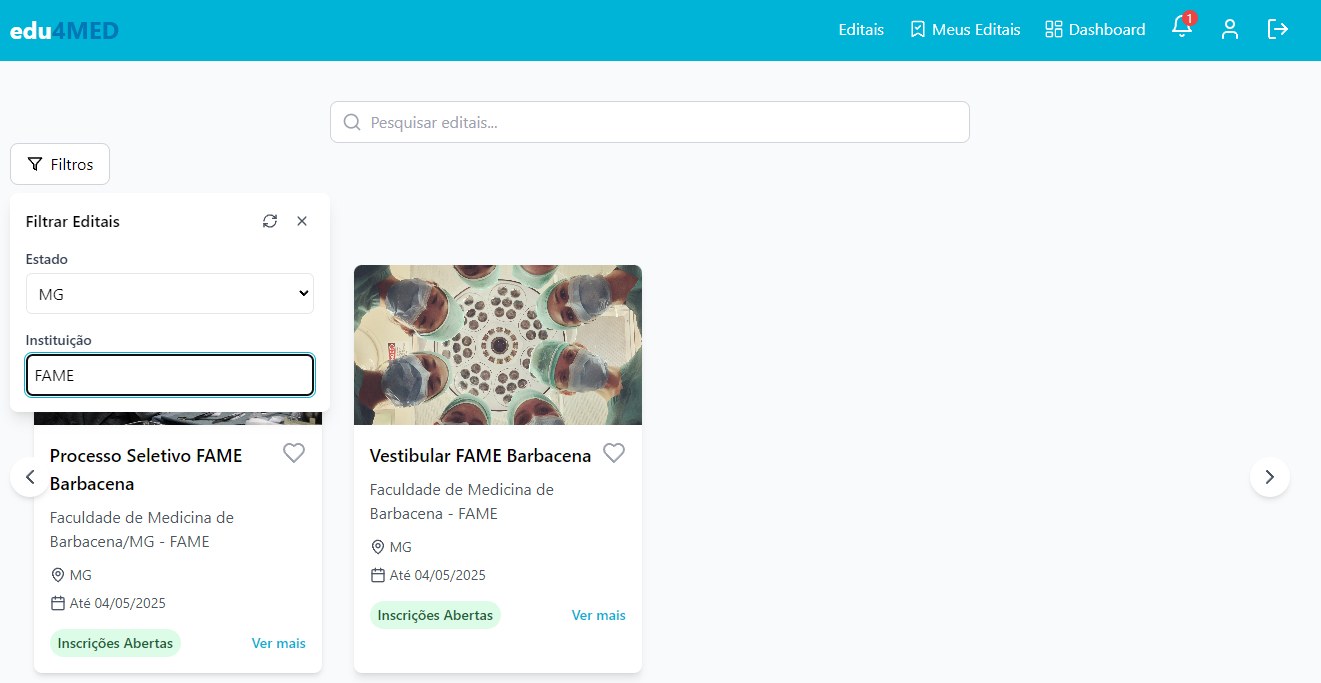 edu4MED
Editais
Meus Editais
Dashboard
1
Pesquisar editais...
Filtros
Filtrar Editais
Estado
MG
Instituição
FAME
Processo Seletivo FAME
Barbacena
Faculdade de Medicina de
Barbacena/MG - FAME
MG
Até 04/05/2025
Inscrições Abertas
Ver mais
Vestibular FAME Barbacena
Faculdade de Medicina de
Barbacena - FAME
MG
Até 04/05/2025
Inscrições Abertas
Ver mais